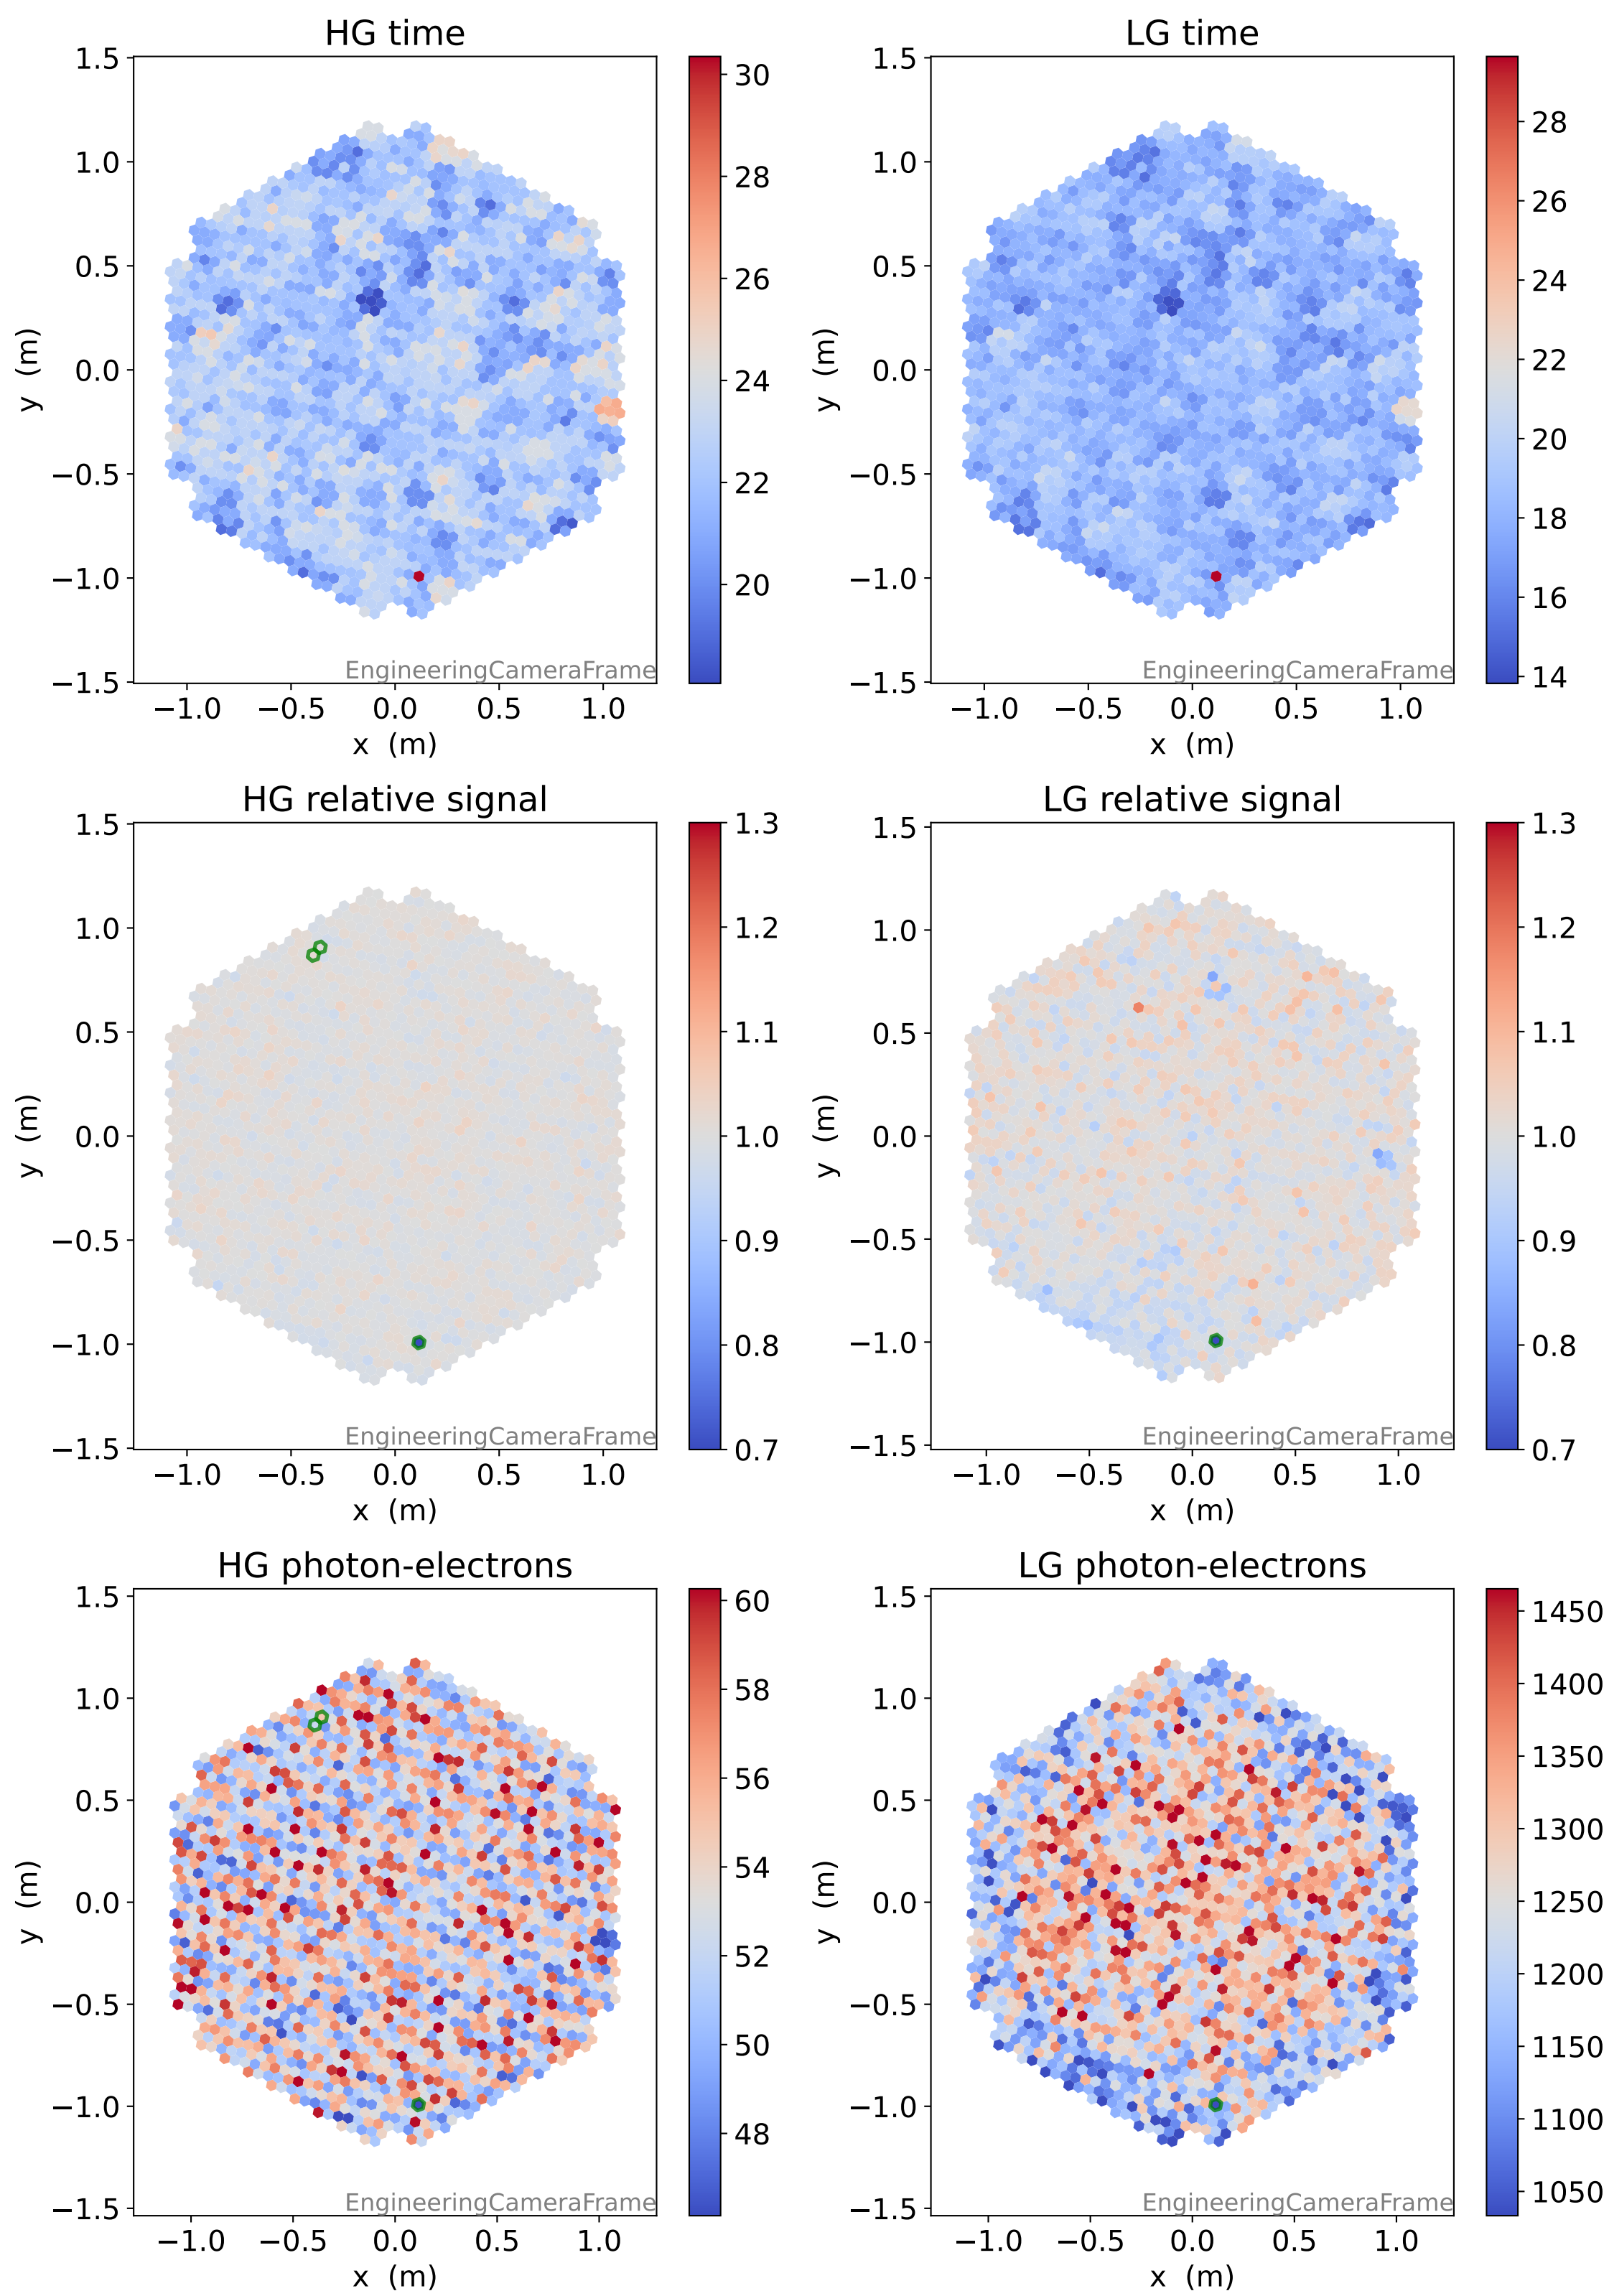 HG time
1.5
1.0
0.5
0.0
−0.5
−1.0
−1.5
y (m)
−1.0 −0.5 0.0 0.5 1.0
x (m)
EngineeringCameraFrame
30
28
26
24
22
20
LG time
1.5
1.0
0.5
0.0
−0.5
−1.0
−1.5
y (m)
−1.0 −0.5 0.0 0.5 1.0
x (m)
EngineeringCameraFrame
28
26
24
22
20
18
16
14
HG relative signal
1.5
1.0
0.5
0.0
−0.5
−1.0
−1.5
y (m)
−1.0 −0.5 0.0 0.5 1.0
x (m)
EngineeringCameraFrame
1.3
1.2
1.1
1.0
0.9
0.8
0.7
LG relative signal
1.5
1.0
0.5
0.0
−0.5
−1.0
−1.5
y (m)
−1.0 −0.5 0.0 0.5 1.0
x (m)
EngineeringCameraFrame
1.3
1.2
1.1
1.0
0.9
0.8
0.7
HG photon-electrons
1.5
1.0
0.5
0.0
−0.5
−1.0
−1.5
y (m)
−1.0 −0.5 0.0 0.5 1.0
x (m)
EngineeringCameraFrame
60
58
56
54
52
50
48
LG photon-electrons
1.5
1.0
0.5
0.0
−0.5
−1.0
−1.5
y (m)
−1.0 −0.5 0.0 0.5 1.0
x (m)
EngineeringCameraFrame
1450
1400
1350
1300
1250
1200
1150
1100
1050